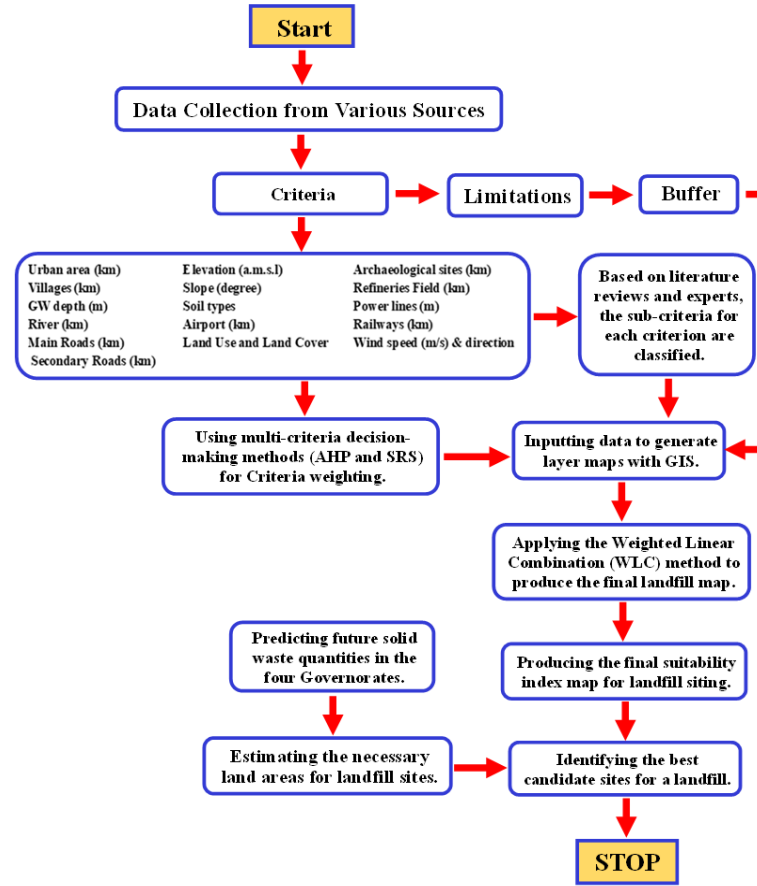 Start
Data Collection from Various Sources
Criteria
Limitations
Buffer
Urban area (km)
Villages (km)
GW depth (m)
River (km)
Main Roads (km)
Secondary Roads (km)
Elevation (a.m.s.l)
Slope (degree)
Soil types
Airport (km)
Land Use and Land Cover
Archaeological sites (km)
Refineries Field (km)
Power lines (m)
Railways (km)
Wind speed (m/s) & direction
Based on literature
reviews and experts,
the sub-criteria for
each criterion are
classified.
Using multi-criteria decision-
making methods (AHP and SRS)
for Criteria weighting.
Inputting data to generate
layer maps with GIS.
Applying the Weighted Linear
Combination (WLC) method to
produce the final landfill map.
Predicting future solid
waste quantities in the
four Governorates.
Producing the final suitability
index map for landfill siting.
Estimating the necessary
land areas for landfill sites.
Identifying the best
candidate sites for a landfill.
STOP